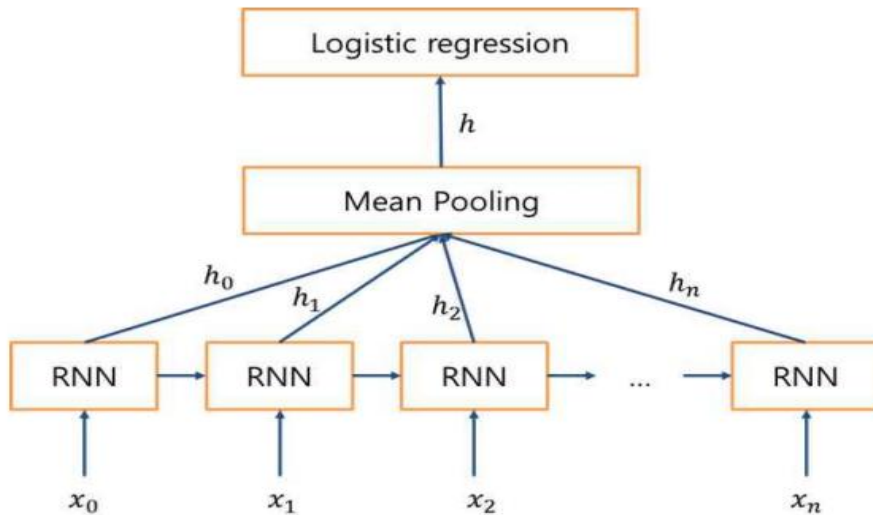 Logistic regression
h
Mean Pooling
h₀
h₁
h₂
hₙ
RNN
RNN
RNN
...
RNN
x₀
x₁
x₂
xₙ